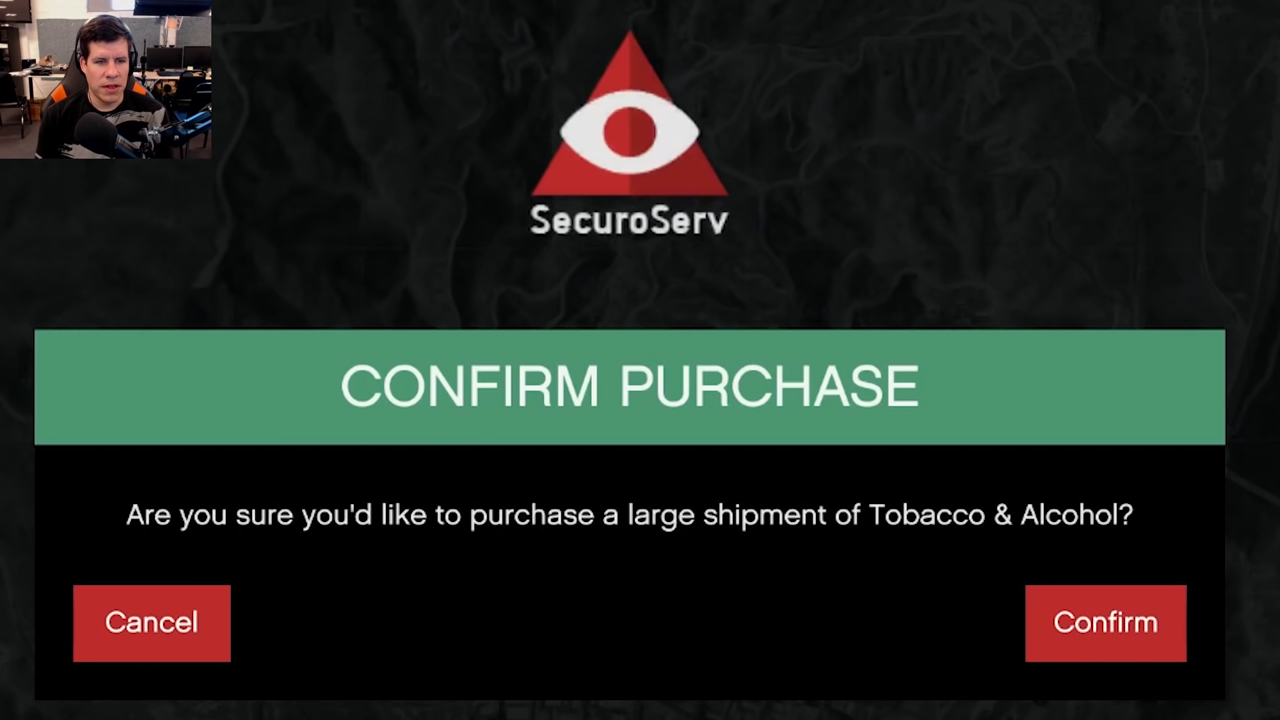 SecuroServ
CONFIRM PURCHASE
Are you sure you'd like to purchase a large shipment of Tobacco & Alcohol?
Cancel
Confirm